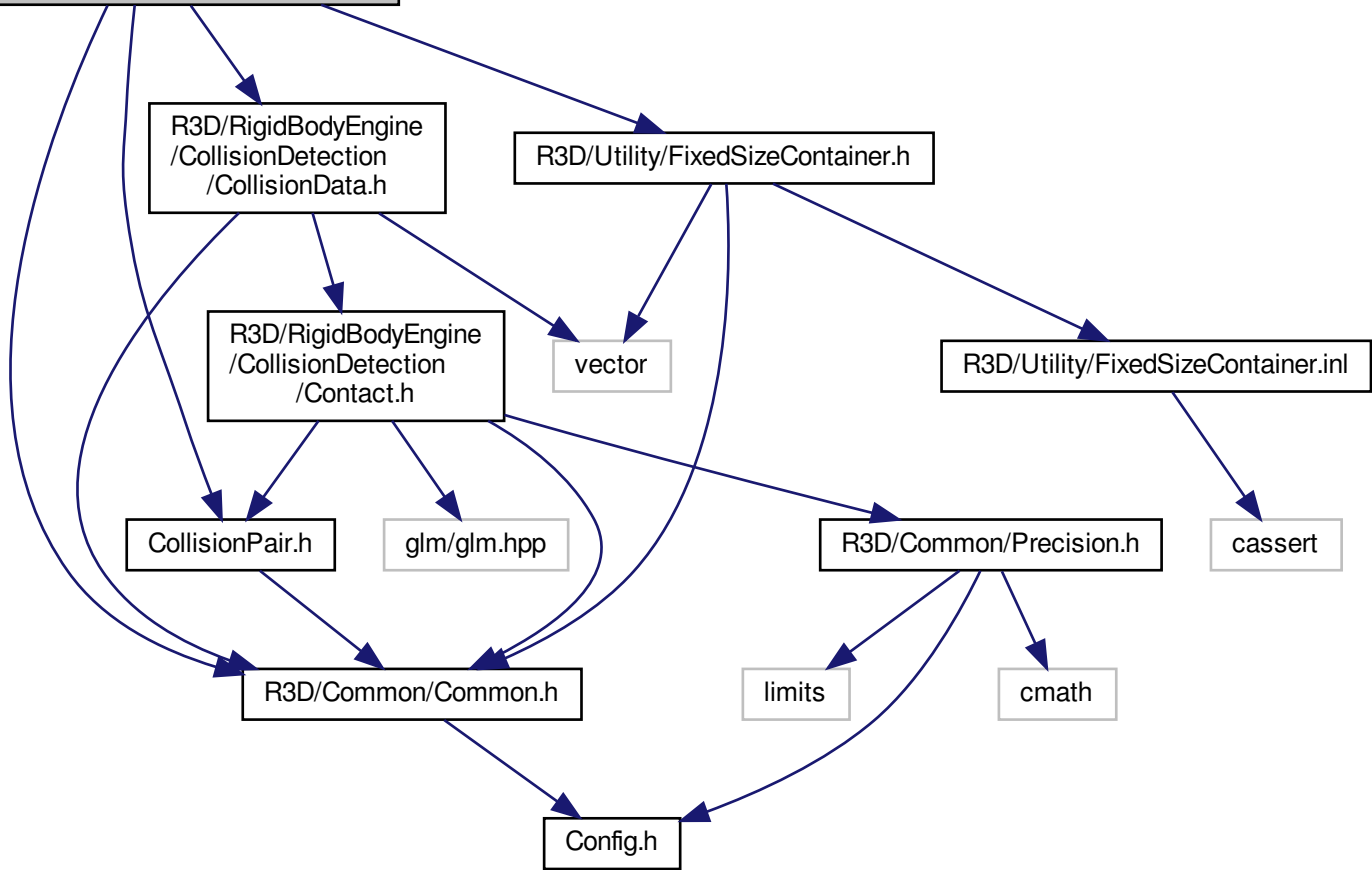 R3D/RigidBodyEngine
/CollisionDetection
/CollisionData.h
R3D/Utility/FixedSizeContainer.h
R3D/RigidBodyEngine
/CollisionDetection
/Contact.h
vector
R3D/Utility/FixedSizeContainer.inl
CollisionPair.h
glm/glm.hpp
R3D/Common/Precision.h
cassert
R3D/Common/Common.h
limits
cmath
Config.h